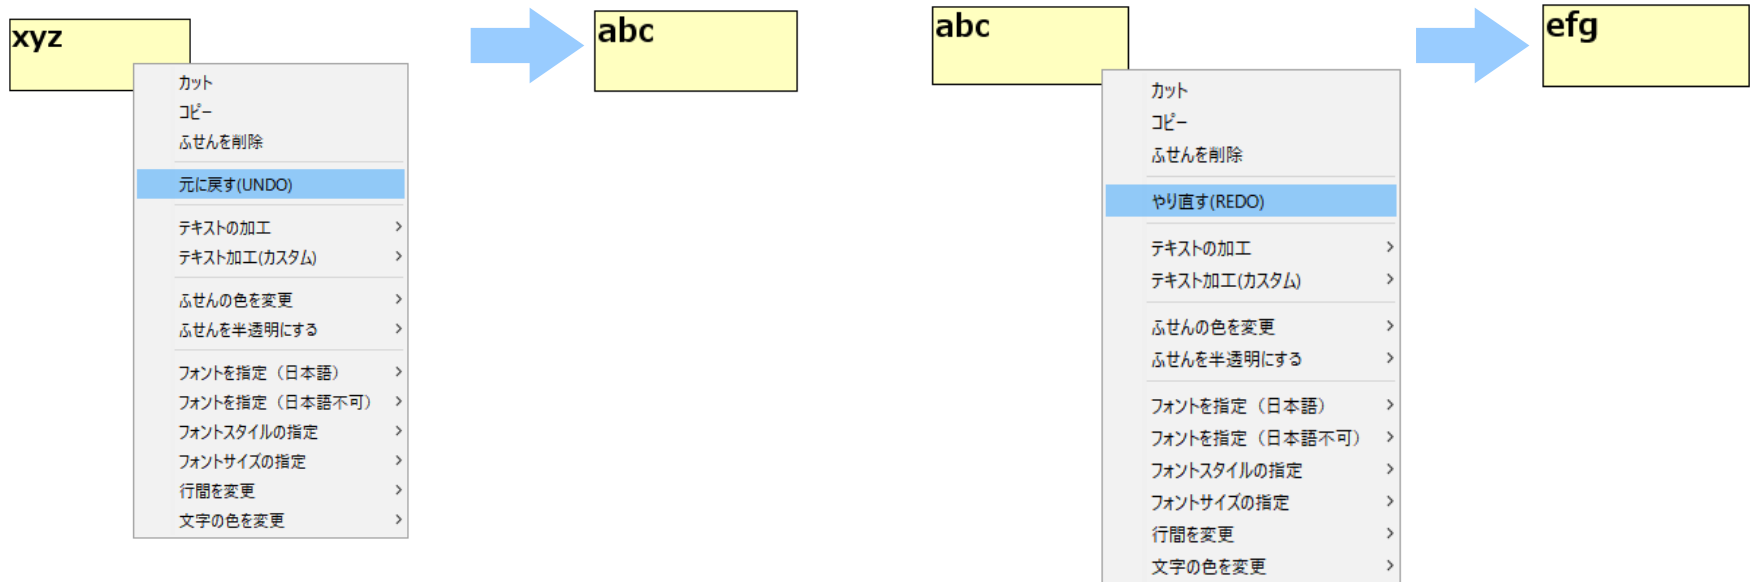 xyz
カット
コピー
ふせんを削除
元に戻す(UNDO)
テキストの加工
テキスト加工(カスタム)
ふせんの色を変更
ふせんを半透明にする
フォントを指定（日本語）
フォントを指定（日本語不可）
フォントスタイルの指定
フォントサイズの指定
行間を変更
文字の色を変更
abc
abc
カット
コピー
ふせんを削除
やり直す(REDO)
テキストの加工
テキスト加工(カスタム)
ふせんの色を変更
ふせんを半透明にする
フォントを指定（日本語）
フォントを指定（日本語不可）
フォントスタイルの指定
フォントサイズの指定
行間を変更
文字の色を変更
efg